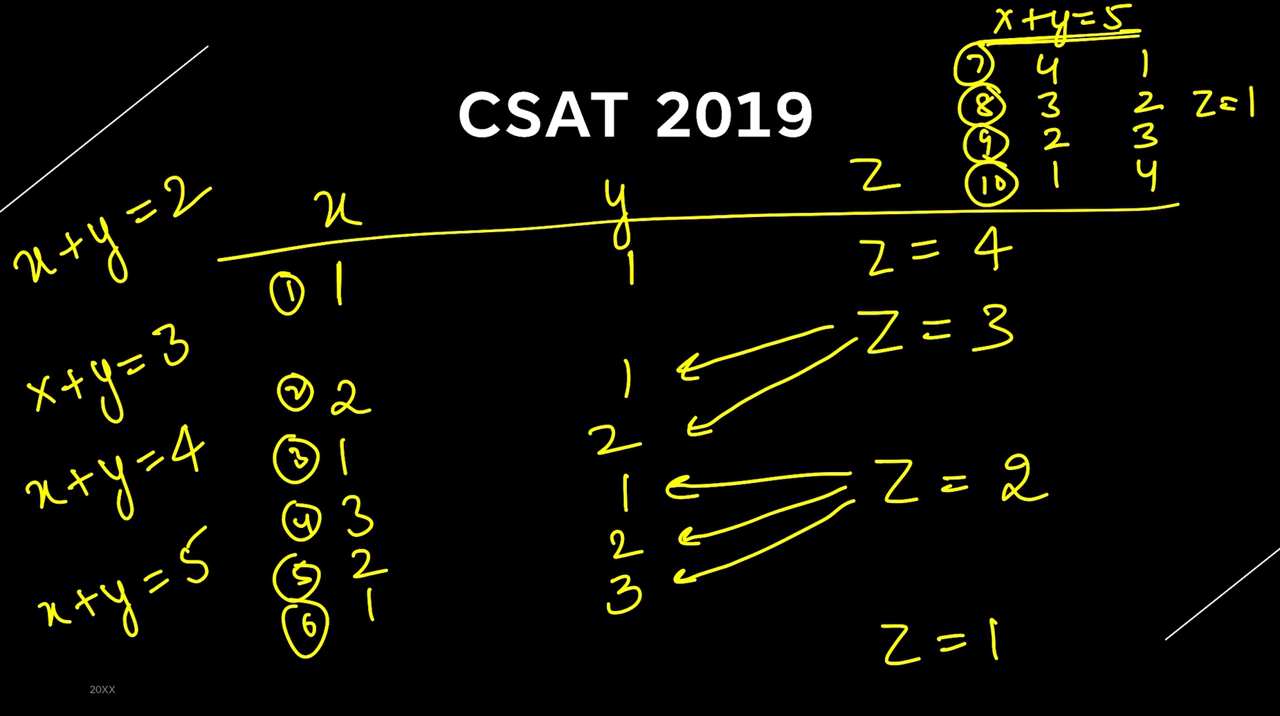 x+y=5
⑦ 4 1
⑧ 3 2 z=1
⑨ 2 3
⑩ 1 4
CSAT 2019
x y z
x+y=2
① 1 1 z=4
x+y=3
z=3
② 2 1
③ 1 2
x+y=4
④ 3 1 z=2
⑤ 2 2
x+y=5
⑥ 1 3
z=1
20XX